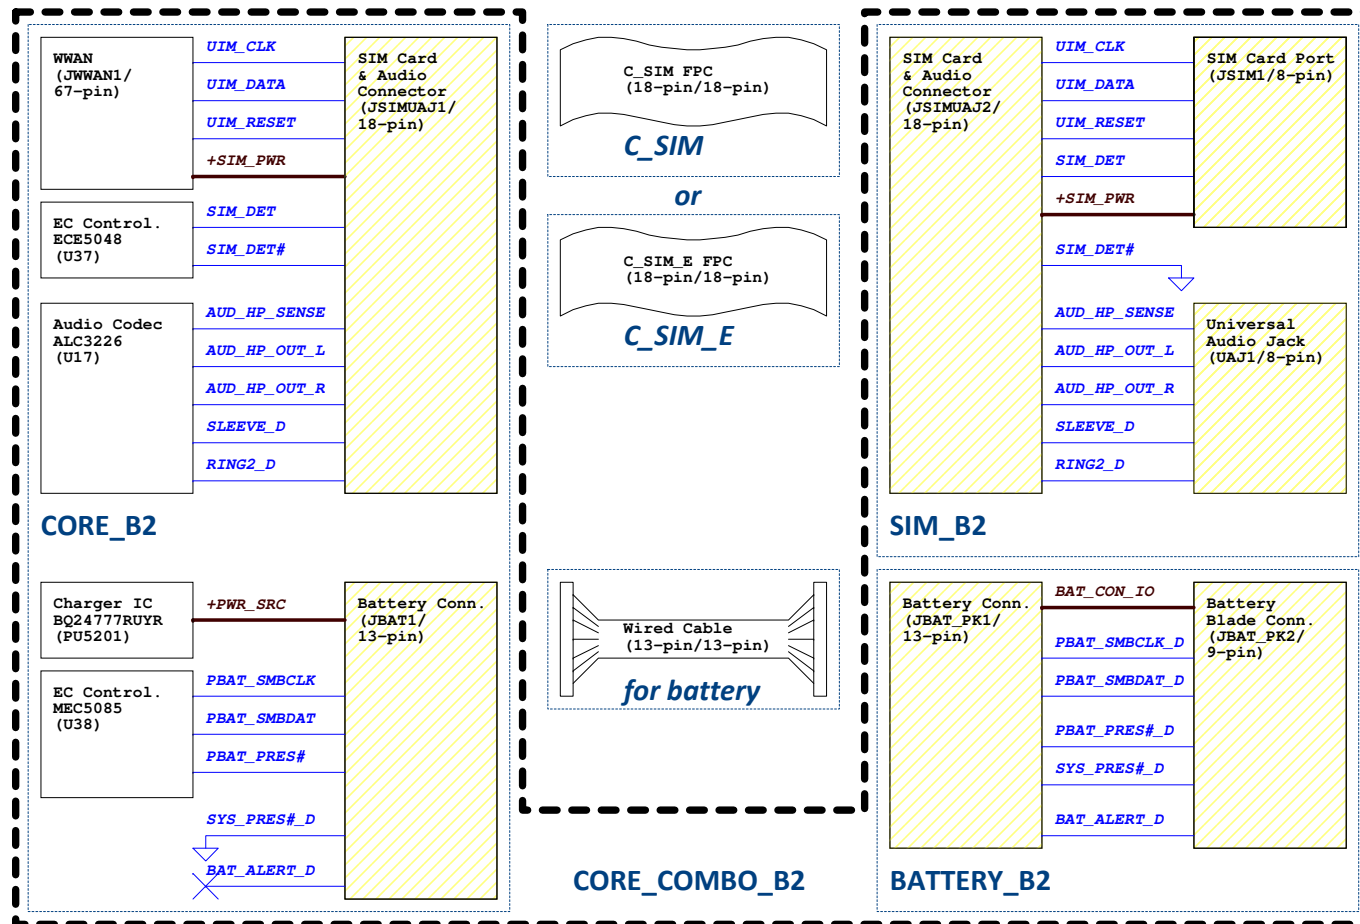 WWAN
(JWWAN1/
67-pin)
UIM_CLK
UIM_DATA
UIM_RESET
+SIM_PWR
SIM Card
& Audio
Connector
(JSIMUAJ1/
18-pin)
EC Control.
ECE5048
(U37)
SIM_DET
SIM_DET#
Audio Codec
ALC3226
(U17)
AUD_HP_SENSE
AUD_HP_OUT_L
AUD_HP_OUT_R
SLEEVE_D
RING2_D
CORE_B2
Charger IC
BQ24777RUYR
(PU5201)
+PWR_SRC
Battery Conn.
(JBAT1/
13-pin)
EC Control.
MEC5085
(U38)
PBAT_SMBCLK
PBAT_SMBDAT
PBAT_PRES#
SYS_PRES#_D
BAT_ALERT_D
C_SIM FPC
(18-pin/18-pin)
C_SIM
or
C_SIM_E FPC
(18-pin/18-pin)
C_SIM_E
Wired Cable
(13-pin/13-pin)
for battery
CORE_COMBO_B2
SIM Card
& Audio
Connector
(JSIMUAJ2/
18-pin)
UIM_CLK
UIM_DATA
UIM_RESET
SIM_DET
+SIM_PWR
SIM_DET#
SIM Card Port
(JSIM1/8-pin)
AUD_HP_SENSE
AUD_HP_OUT_L
AUD_HP_OUT_R
SLEEVE_D
RING2_D
Universal
Audio Jack
(UAJ1/8-pin)
SIM_B2
Battery Conn.
(JBAT_PK1/
13-pin)
BAT_CON_IO
PBAT_SMBCLK_D
PBAT_SMBDAT_D
PBAT_PRES#_D
SYS_PRES#_D
BAT_ALERT_D
Battery
Blade Conn.
(JBAT_PK2/
9-pin)
BATTERY_B2